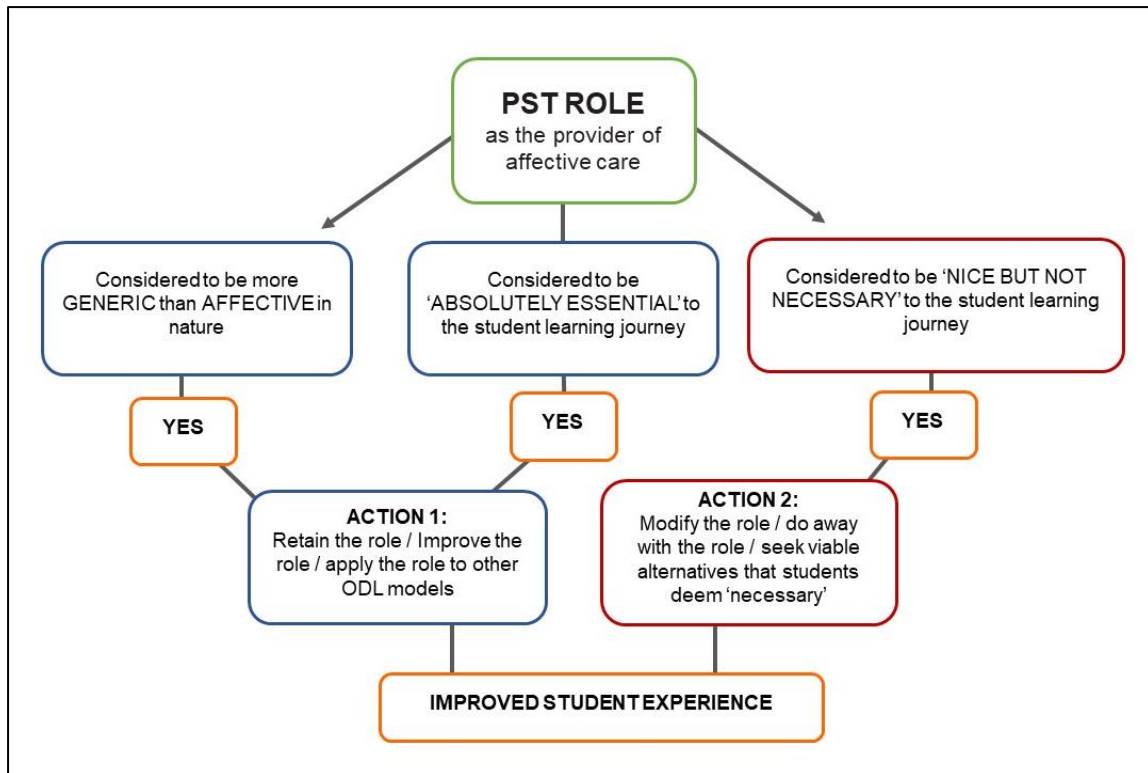 PST ROLE
as the provider of
affective care
Considered to be more
GENERIC than AFFECTIVE in
nature
Considered to be
‘ABSOLUTELY ESSENTIAL’ to
the student learning journey
Considered to be ‘NICE BUT NOT
NECESSARY’ to the student learning
journey
YES
YES
YES
ACTION 1:
Retain the role / Improve the
role / apply the role to other
ODL models
ACTION 2:
Modify the role / do away
with the role / seek viable
alternatives that students
deem ‘necessary’
IMPROVED STUDENT EXPERIENCE